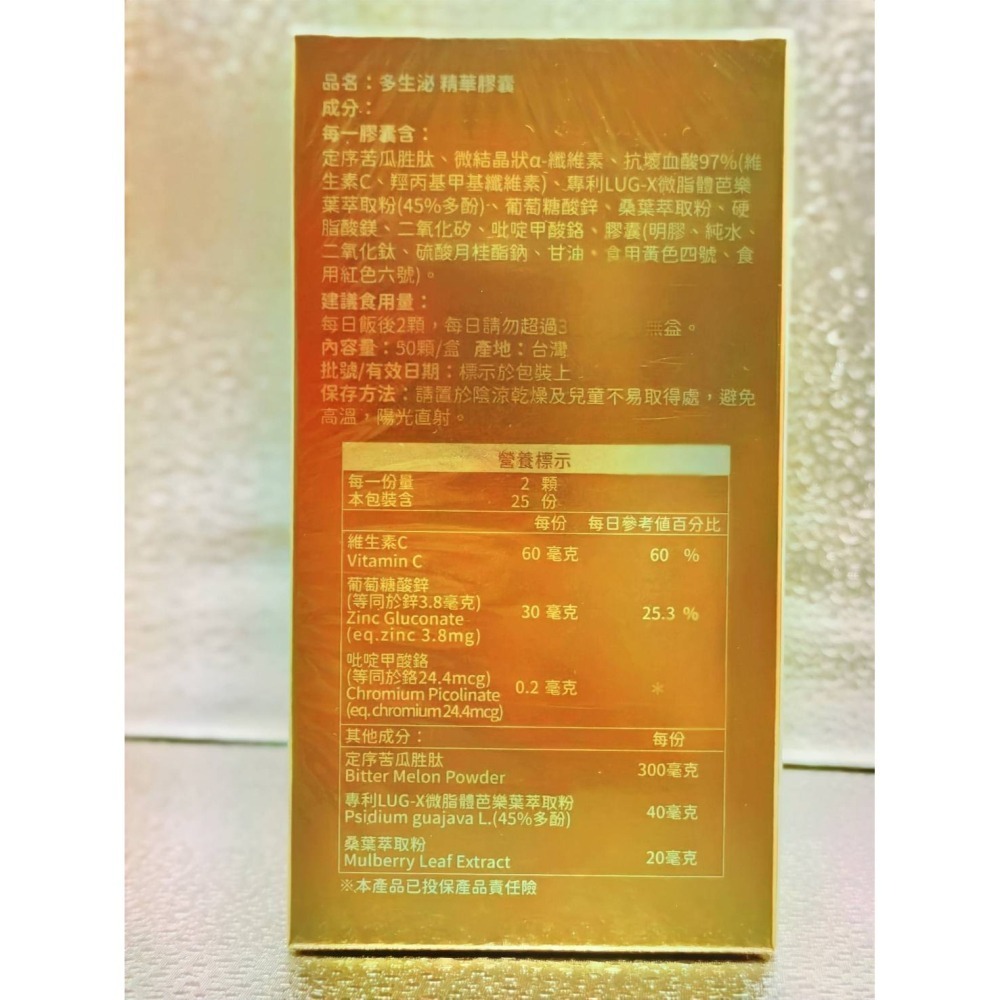 品名：多生泌 精華膠囊
成分：
每一膠囊含：
定序苦瓜胜肽、微結晶狀α-纖維素、抗壞血酸97%(維
生素C、羥丙基甲基纖維素)、專利LUG-X微脂體芭樂
葉萃取粉(45%多酚)、葡萄糖酸鋅、桑葉萃取粉、硬
脂酸鎂、二氧化矽、吡啶甲酸鉻、膠囊(明膠、純水、
二氧化鈦、硫酸月桂酯鈉、甘油，食用黃色四號、食
用紅色六號)。
建議食用量：
每日飯後2顆，每日請勿超過3 無益。
內容量：50顆/盒 產地：台灣
批號/有效日期：標示於包裝上
保存方法：請置於陰涼乾燥及兒童不易取得處，避免
高溫，陽光直射。
營養標示
每一份量 2 顆
本包裝含 25 份
每份 每日參考值百分比
維生素C
Vitamin C 60 毫克 60 %
葡萄糖酸鋅
(等同於鋅3.8毫克)
Zinc Gluconate 30 毫克 25.3 %
(eq.zinc 3.8mg)
吡啶甲酸鉻
(等同於鉻24.4mcg)
Chromium Picolinate 0.2 毫克 *
(eq.chromium 24.4mcg)
其他成分： 每份
定序苦瓜胜肽
Bitter Melon Powder 300毫克
專利LUG-X微脂體芭樂葉萃取粉
Psidium guajava L.(45%多酚) 40毫克
桑葉萃取粉
Mulberry Leaf Extract 20毫克
※本產品已投保產品責任險